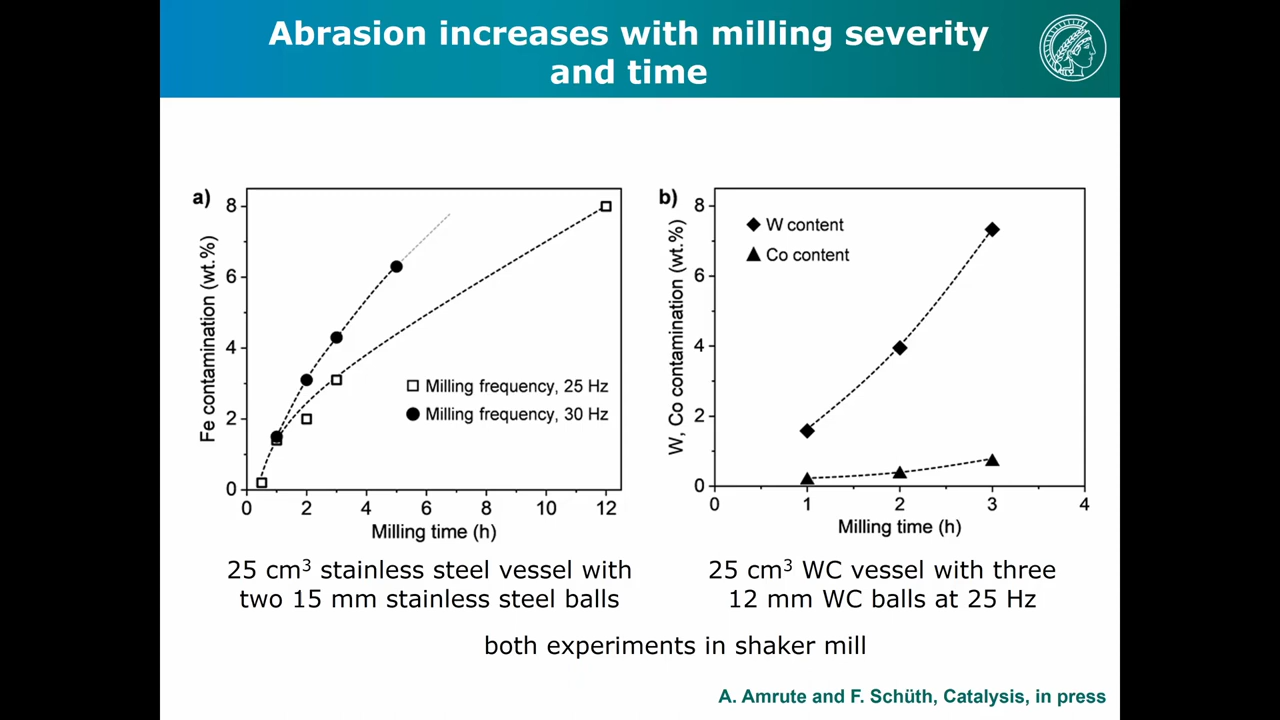 Abrasion increases with milling severity
and time
a)
Fe contamination (wt.%)
8
6
4
2
0
0 2 4 6 8 10 12
Milling time (h)
Milling frequency, 25 Hz
Milling frequency, 30 Hz
b)
W, Co contamination (wt.%)
8
6
4
2
0
0 1 2 3 4
Milling time (h)
W content
Co content
25 cm³ stainless steel vessel with
two 15 mm stainless steel balls
25 cm³ WC vessel with three
12 mm WC balls at 25 Hz
both experiments in shaker mill
A. Amrute and F. Schüth, Catalysis, in press